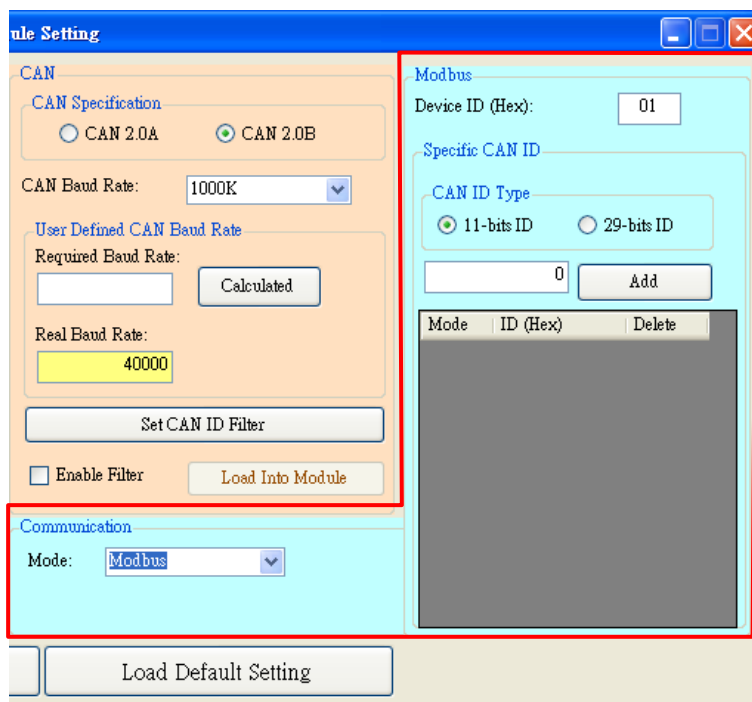 ule Setting
CAN
CAN Specification
CAN 2.0A CAN 2.0B
CAN Baud Rate: 1000K
User Defined CAN Baud Rate
Required Baud Rate:
Calculated
Real Baud Rate:
40000
Set CAN ID Filter
Enable Filter Load Into Module
Communication
Mode: Modbus
Modbus
Device ID (Hex): 01
Specific CAN ID
CAN ID Type
11-bits ID 29-bits ID
0 Add
Mode ID (Hex) Delete
Load Default Setting